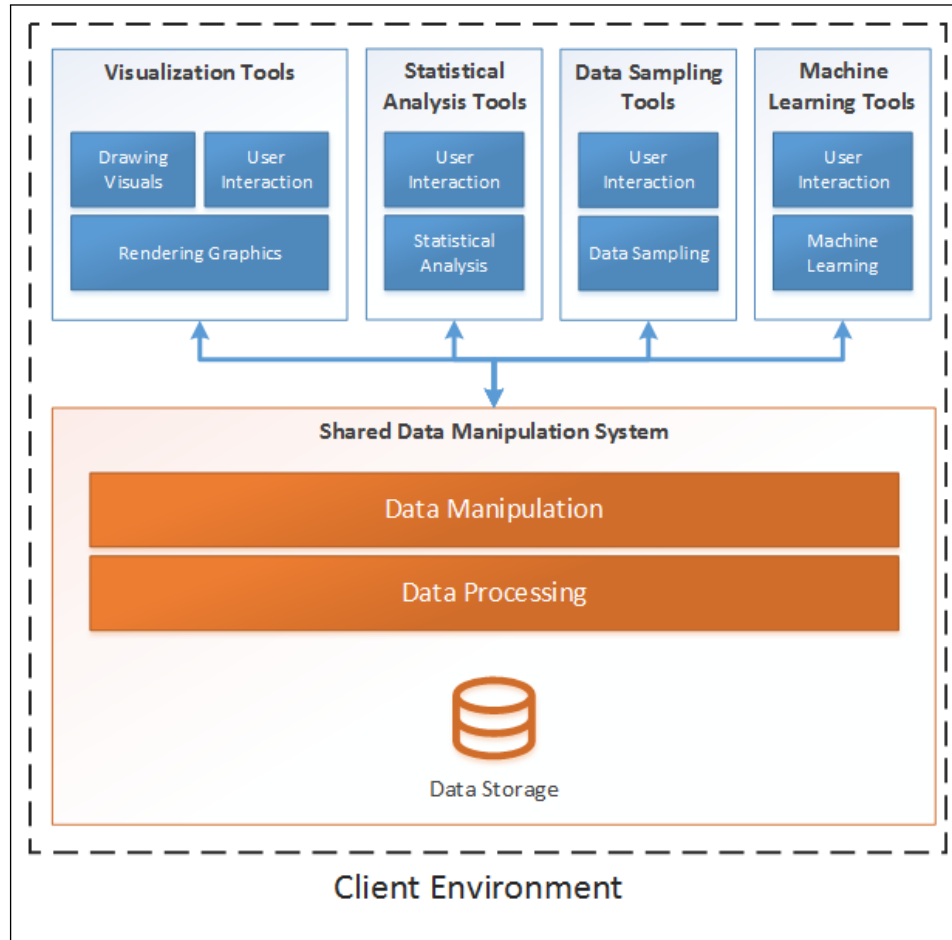 Visualization Tools
Drawing
Visuals
User
Interaction
Rendering Graphics
Statistical
Analysis Tools
User
Interaction
Statistical
Analysis
Data Sampling
Tools
User
Interaction
Data Sampling
Machine
Learning Tools
User
Interaction
Machine
Learning
Shared Data Manipulation System
Data Manipulation
Data Processing
Data Storage
Client Environment